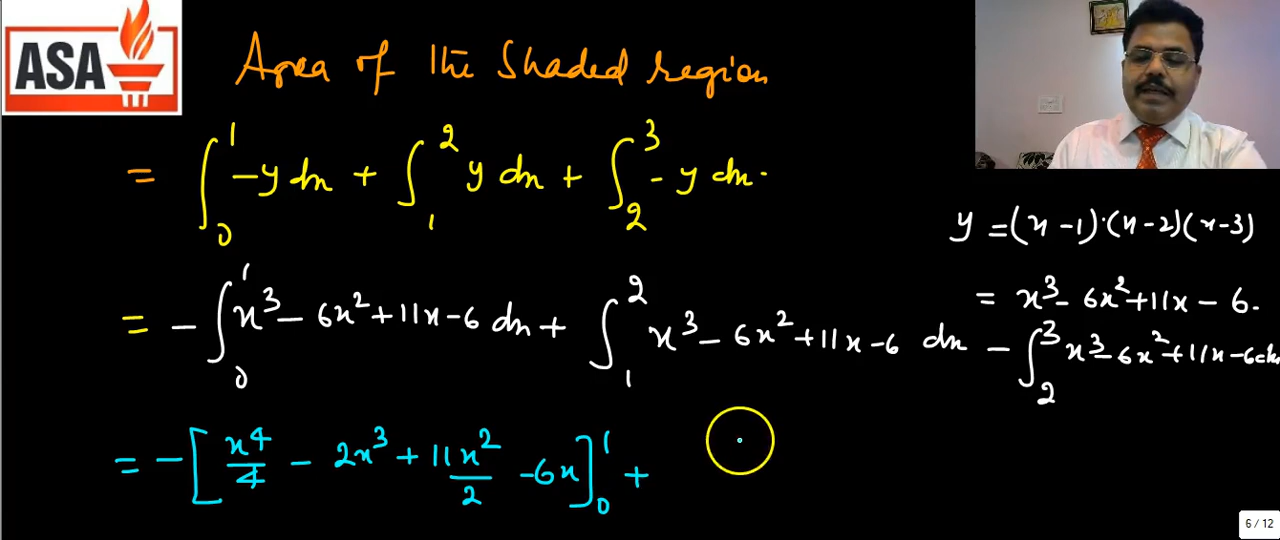 ASA
Area of the Shaded region
= ∫₀¹ -y dx + ∫₁² y dx + ∫₂³ -y dx.
y = (x-1)·(x-2)(x-3)
= x³ - 6x² + 11x - 6.
= - ∫₀¹ x³ - 6x² + 11x - 6 dx + ∫₁² x³ - 6x² + 11x - 6 dx - ∫₂³ x³ - 6x² + 11x - 6 dx
= - [x⁴/4 - 2x³ + 11x²/2 - 6x]₀¹ +
6 / 12